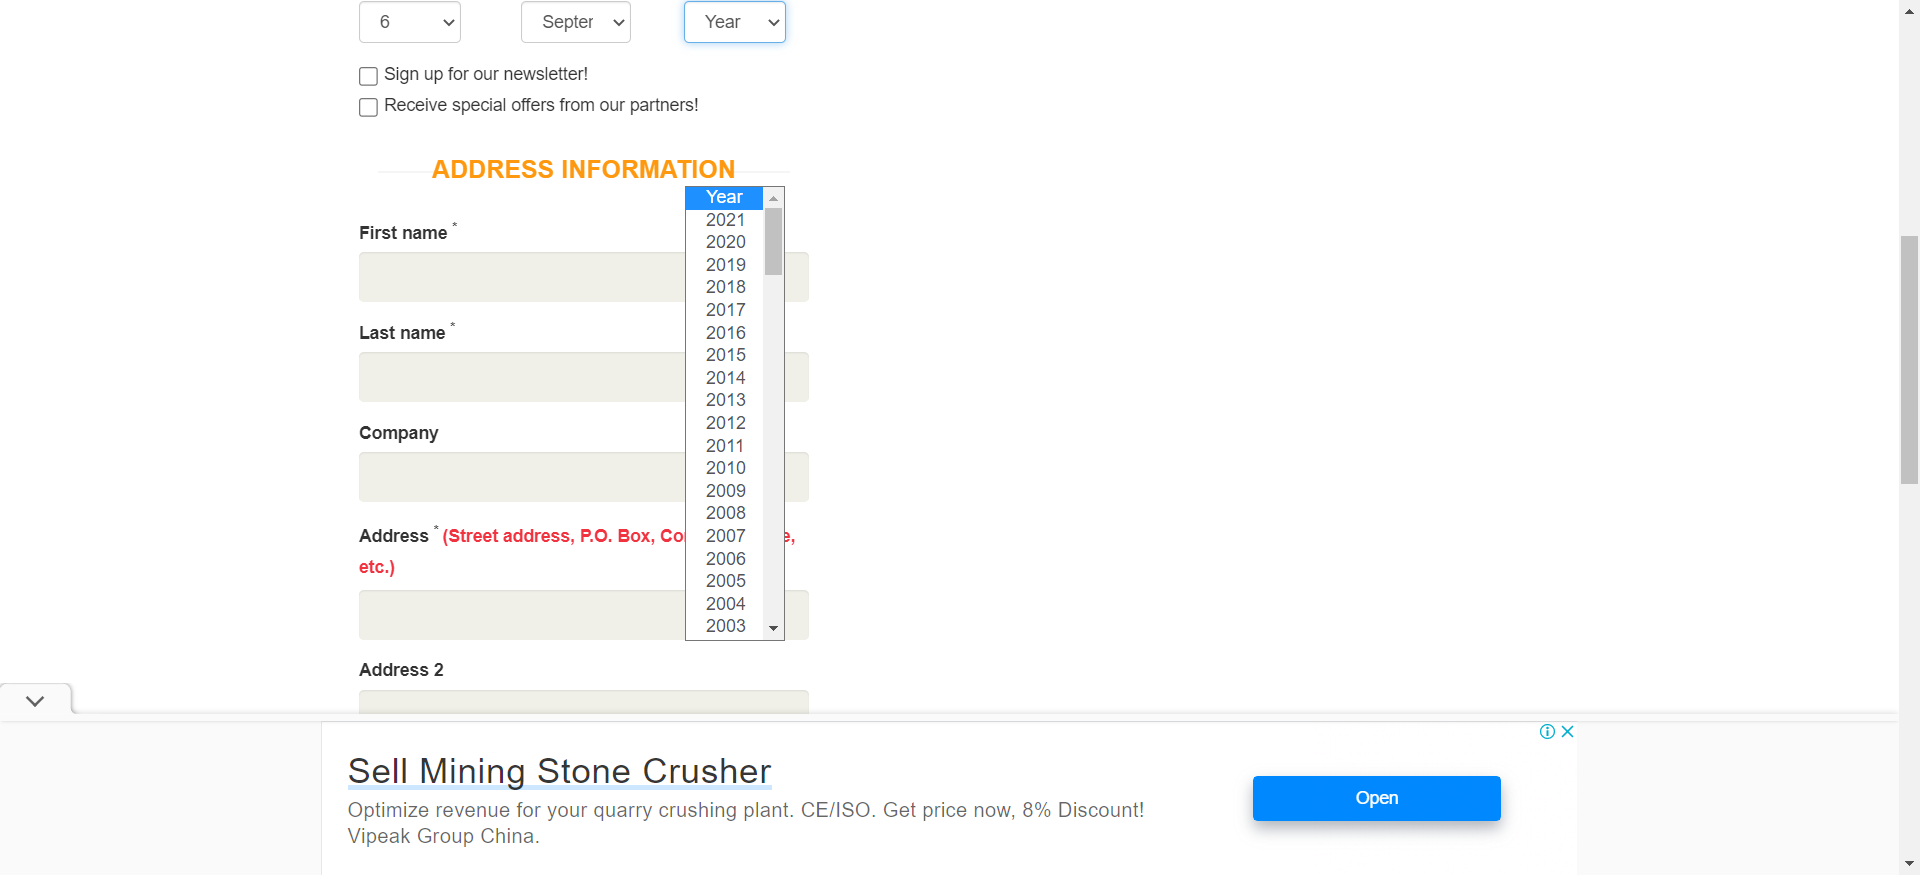 6 Septer Year
Sign up for our newsletter!
Receive special offers from our partners!
ADDRESS INFORMATION
Year
2021
2020
2019
2018
2017
2016
2015
2014
2013
2012
2011
2010
2009
2008
2007
2006
2005
2004
2003
First name *
Last name *
Company
Address * (Street address, P.O. Box, Co e,
etc.)
Address 2
Sell Mining Stone Crusher
Optimize revenue for your quarry crushing plant. CE/ISO. Get price now, 8% Discount!
Vipeak Group China.
Open